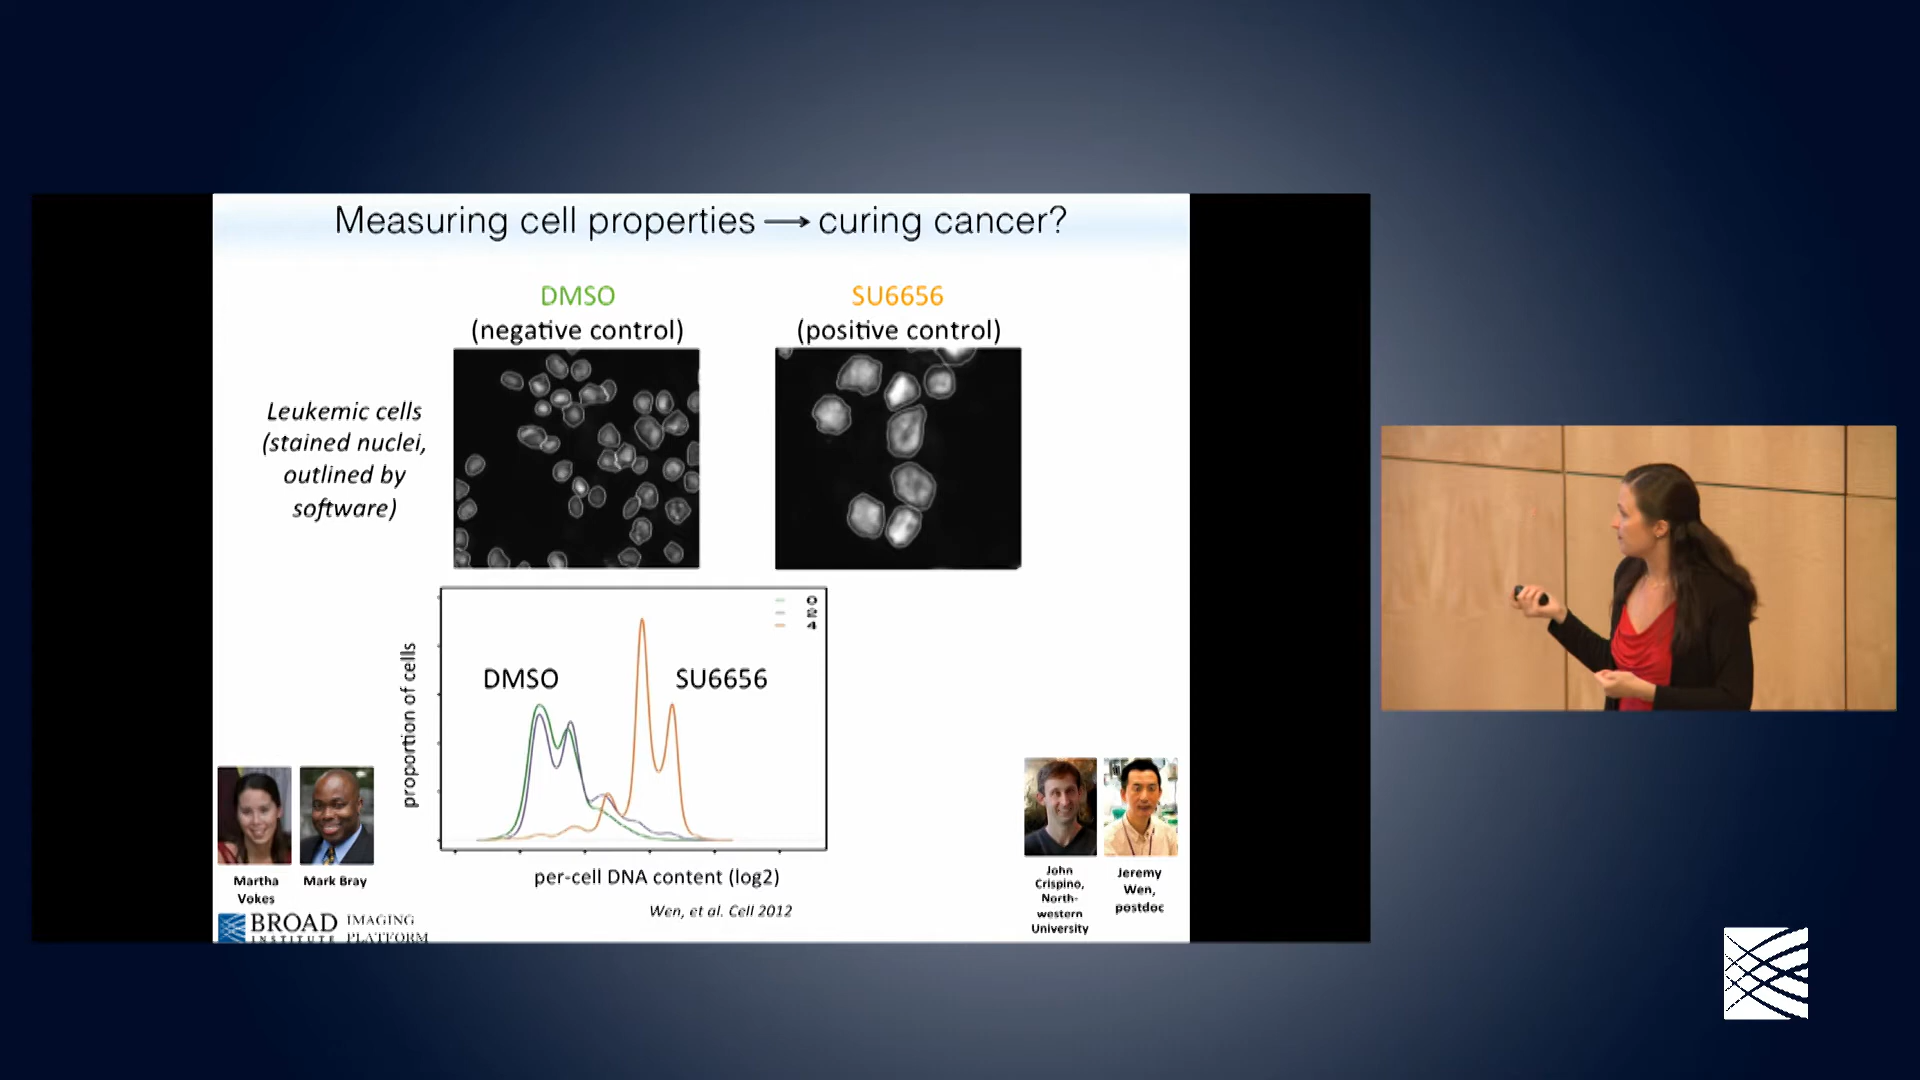 Measuring cell properties → curing cancer?
DMSO
(negative control)
SU6656
(positive control)
Leukemic cells
(stained nuclei,
outlined by
software)
0
2
4
DMSO
SU6656
proportion of cells
per-cell DNA content (log2)
Wen, et al. Cell 2012
Martha
Vokes
Mark Bray
John
Crispino,
North-
western
University
Jeremy
Wen,
postdoc
BROAD
INSTITUTE
IMAGING
PLATFORM